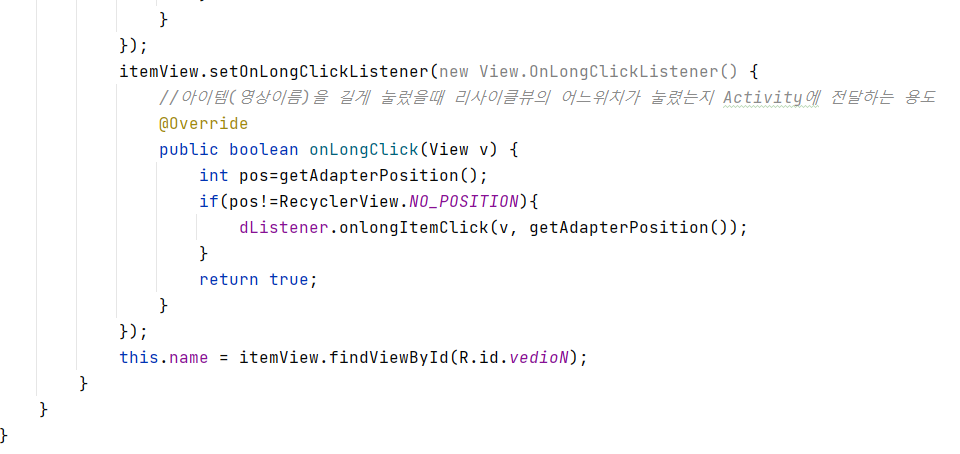 }
});
itemView.setOnLongClickListener(new View.OnLongClickListener() {
//아이템(영상이름)을 길게 눌렀을때 리사이클뷰의 어느위치가 눌렸는지 Activity에 전달하는 용도
@Override
public boolean onLongClick(View v) {
int pos=getAdapterPosition();
if(pos!=RecyclerView.NO_POSITION){
dListener.onlongItemClick(v, getAdapterPosition());
}
return true;
}
});
this.name = itemView.findViewById(R.id.vedioN);
}
}
}